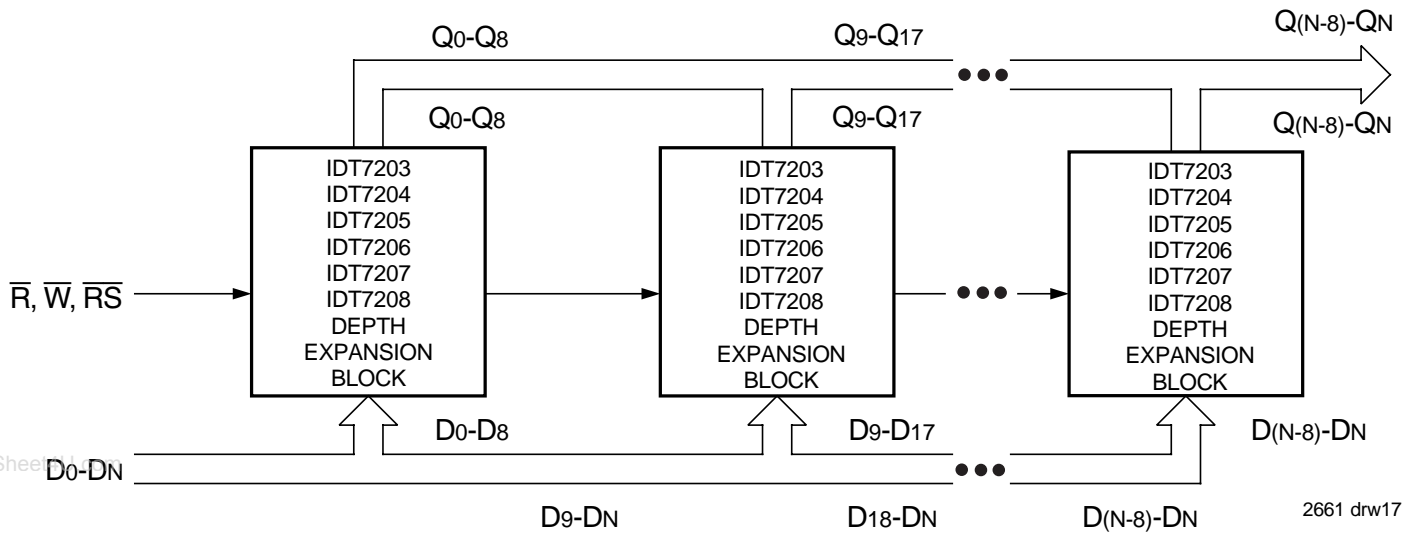 Q0-Q8
Q9-Q17
Q(N-8)-QN
Q0-Q8
Q9-Q17
Q(N-8)-QN
IDT7203
IDT7204
IDT7205
IDT7206
IDT7207
IDT7208
DEPTH
EXPANSION
BLOCK
IDT7203
IDT7204
IDT7205
IDT7206
IDT7207
IDT7208
DEPTH
EXPANSION
BLOCK
IDT7203
IDT7204
IDT7205
IDT7206
IDT7207
IDT7208
DEPTH
EXPANSION
BLOCK
R̅, W̅, R̅S̅
D0-D8
D9-D17
D(N-8)-DN
D0-DN
D9-DN
D18-DN
D(N-8)-DN
2661 drw17